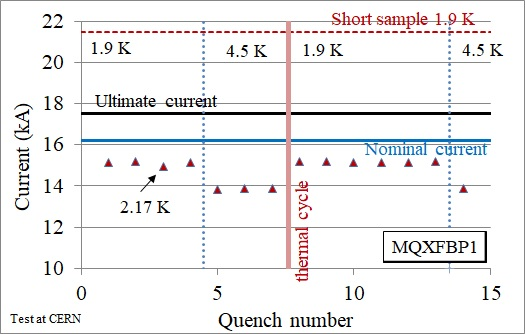 22
20
18
16
14
12
10
Current (kA)
Short sample 1.9 K
1.9 K
4.5 K
1.9 K
4.5 K
Ultimate current
Nominal current
2.17 K
thermal cycle
MQXFBP1
0
5
10
15
Test at CERN
Quench number